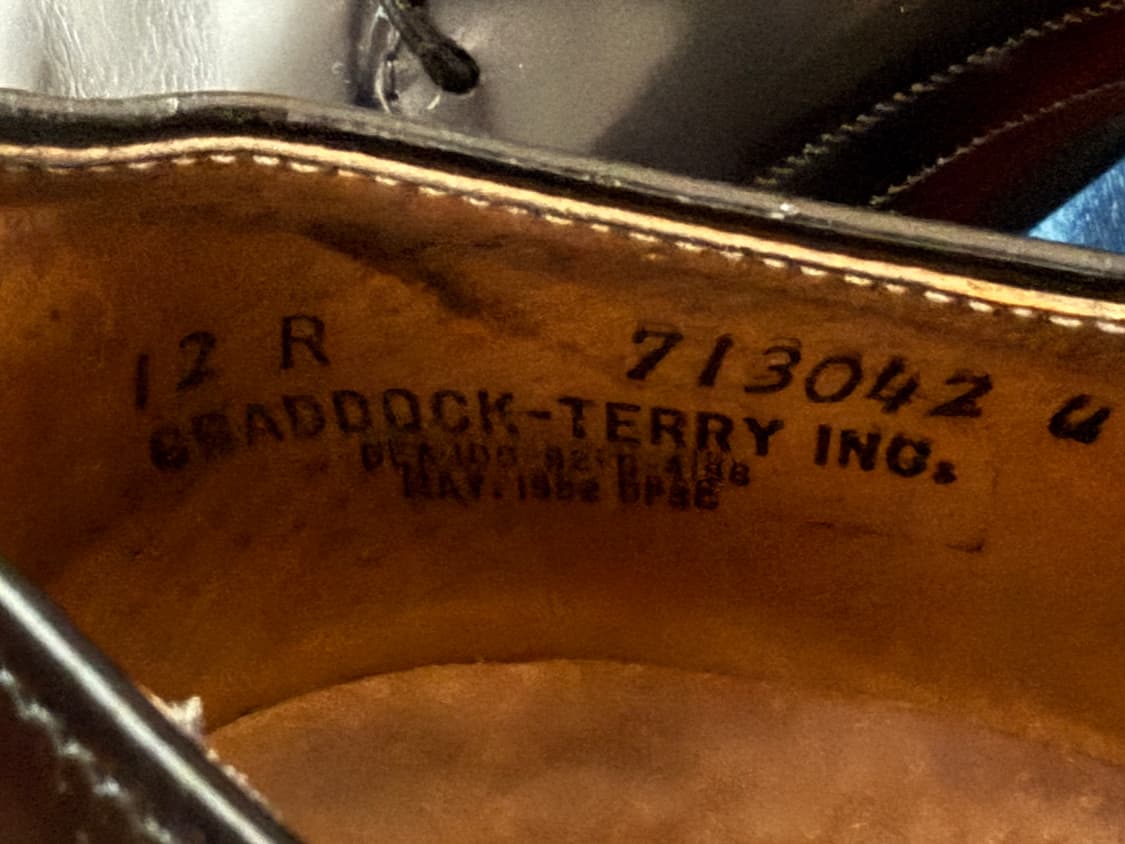 12 R 713042 U
CRADDOCK-TERRY INC.
MAY. 1982 DPSC